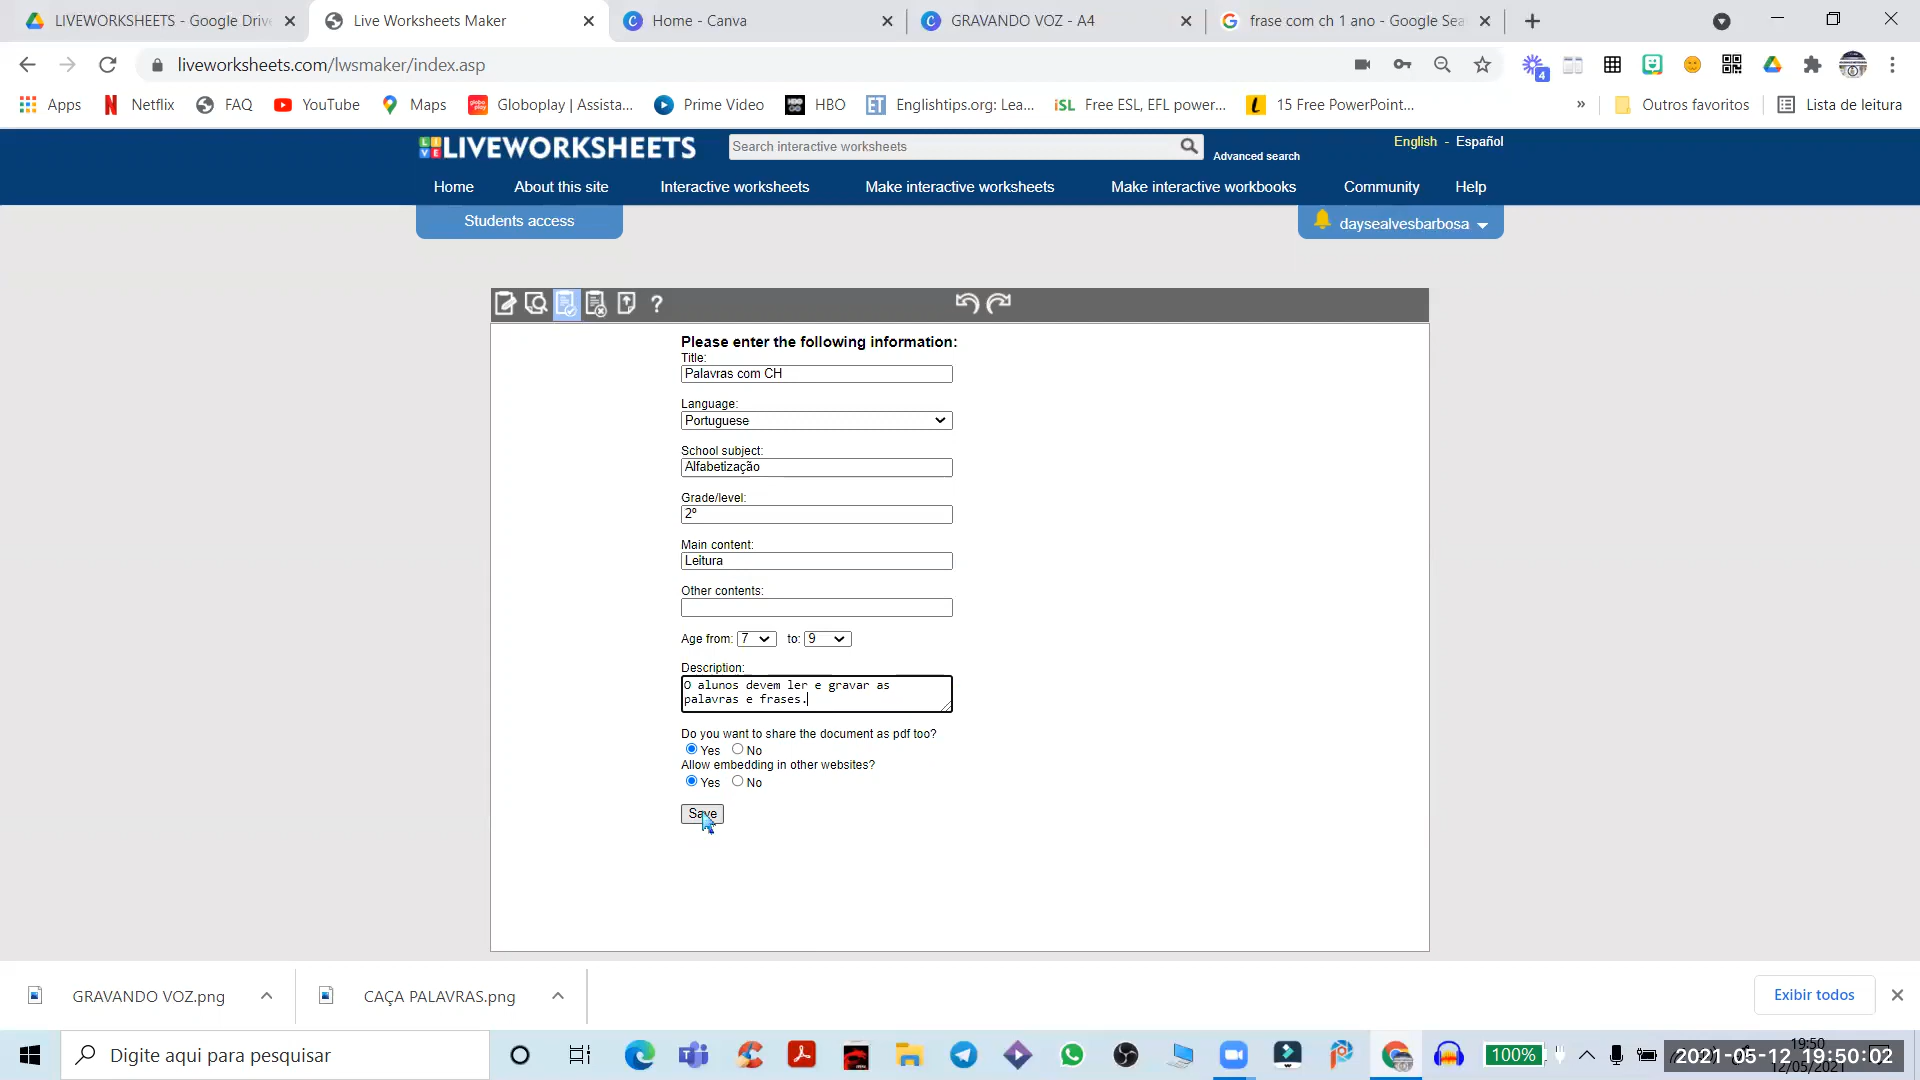 LIVEWORKSHEETS - Google Drive
Live Worksheets Maker
Home - Canva
GRAVANDO VOZ - A4
frase com ch 1 ano - Google Sea
liveworksheets.com/lwsmaker/index.asp
4
Apps
Netflix
FAQ
YouTube
Maps
Globoplay | Assista...
Prime Video
HBO
Englishtips.org: Lea...
iSL Free ESL, EFL power...
15 Free PowerPoint...
»
Outros favoritos
Lista de leitura
LIVEWORKSHEETS
Search interactive worksheets
Advanced search
English - Español
Home
About this site
Interactive worksheets
Make interactive worksheets
Make interactive workbooks
Community
Help
Students access
daysealvesbarbosa
?
Please enter the following information:
Title:
Palavras com CH
Language:
Portuguese
School subject:
Alfabetização
Grade/level:
2º
Main content:
Leitura
Other contents:
Age from: 7 to: 9
Description:
O alunos devem ler e gravar as
palavras e frases.
Do you want to share the document as pdf too?
Yes No
Allow embedding in other websites?
Yes No
Save
GRAVANDO VOZ.png
CAÇA PALAVRAS.png
Exibir todos
Digite aqui para pesquisar
100%
19:50
12/05/2021
2021-05-12 19:50:02